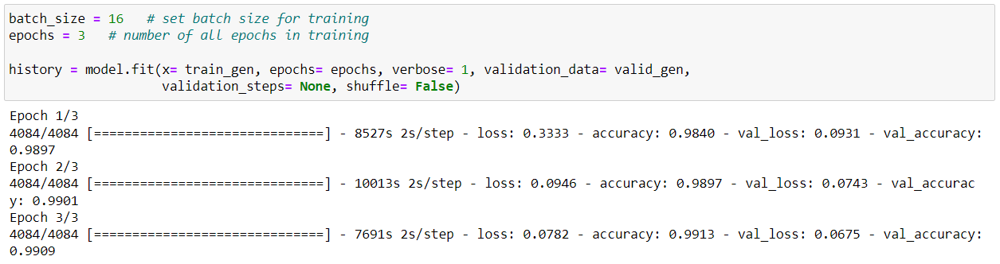 batch_size = 16   # set batch size for training
epochs = 3   # number of all epochs in training

history = model.fit(x= train_gen, epochs= epochs, verbose= 1, validation_data= valid_gen,
                    validation_steps= None, shuffle= False)
Epoch 1/3
4084/4084 [==============================] - 8527s 2s/step - loss: 0.3333 - accuracy: 0.9840 - val_loss: 0.0931 - val_accuracy:
0.9897
Epoch 2/3
4084/4084 [==============================] - 10013s 2s/step - loss: 0.0946 - accuracy: 0.9897 - val_loss: 0.0743 - val_accurac
y: 0.9901
Epoch 3/3
4084/4084 [==============================] - 7691s 2s/step - loss: 0.0782 - accuracy: 0.9913 - val_loss: 0.0675 - val_accuracy:
0.9909